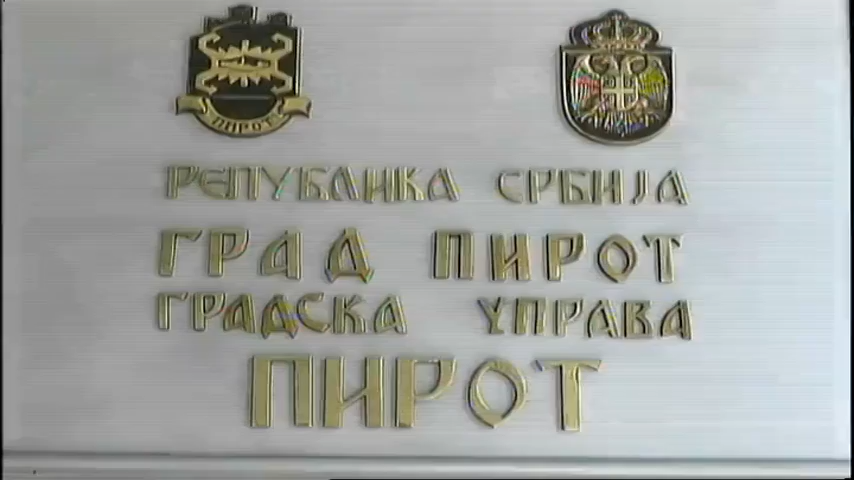 ПИРОТ
РЕПУБЛИКА СРБИЈА
ГРАД ПИРОТ
ГРАДСКА УПРАВА
ПИРОТ